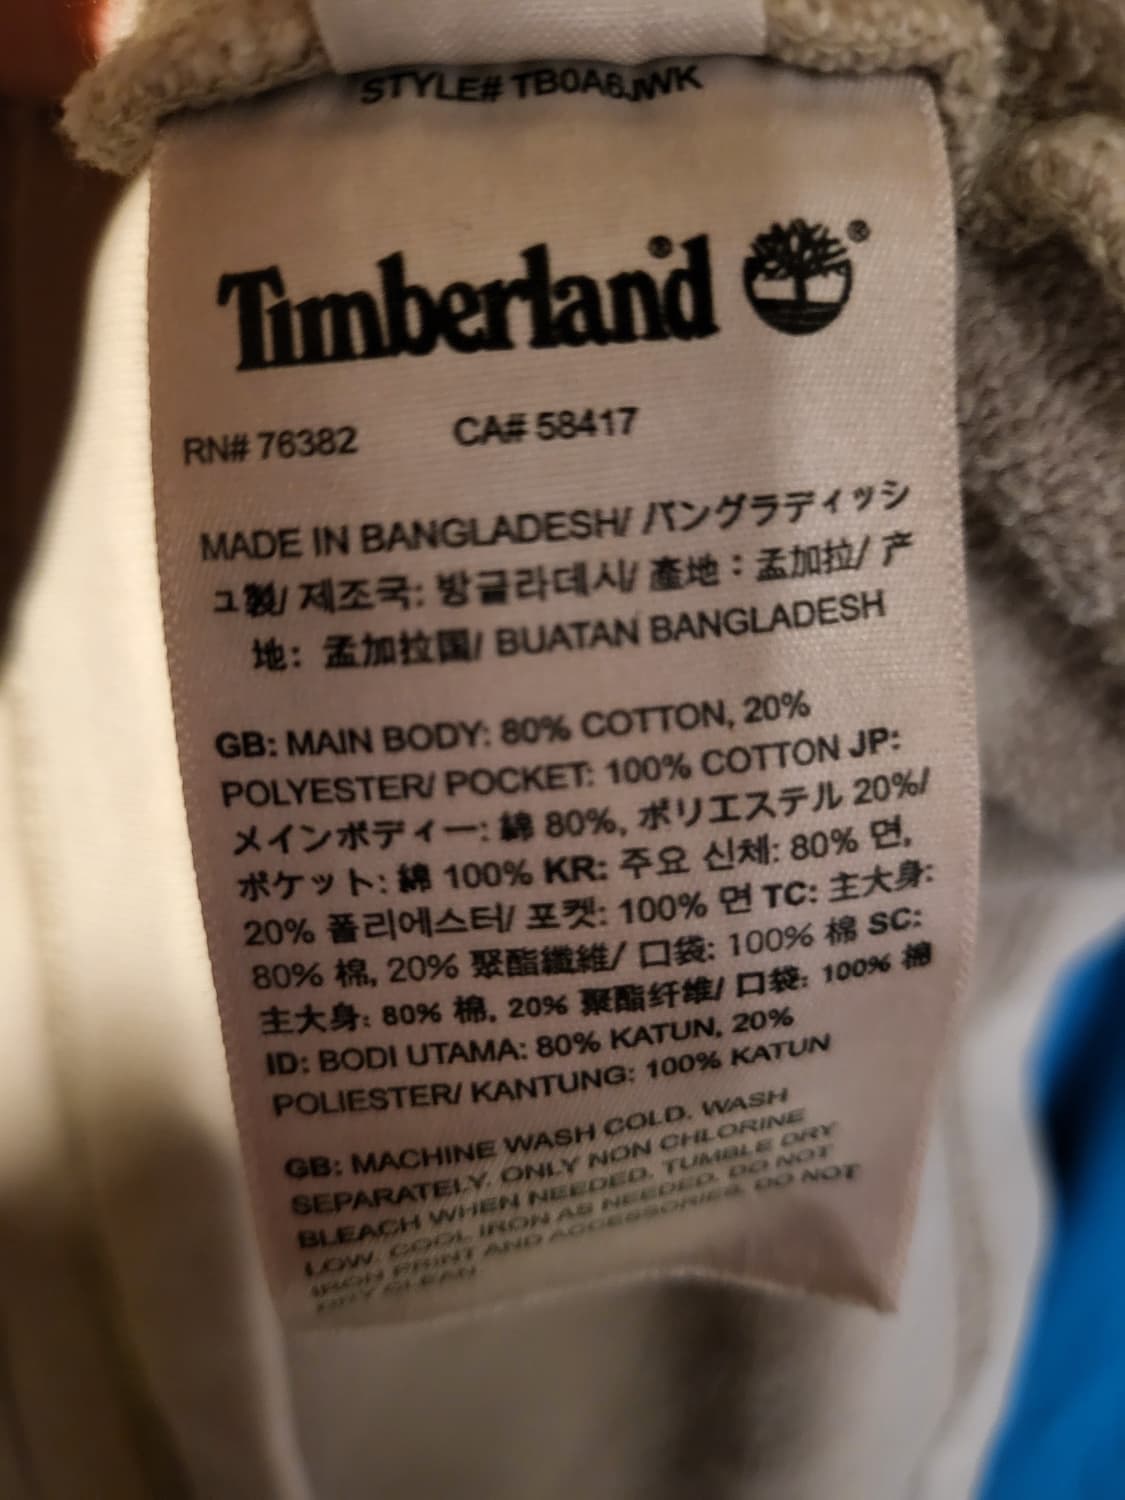 STYLE# TB0A6JWK
Timberland® ®
RN# 76382 CA# 58417
MADE IN BANGLADESH/ バングラディッシ
ュ製/ 제조국: 방글라데시/ 產地：孟加拉/ 产
地：孟加拉国/ BUATAN BANGLADESH
GB: MAIN BODY: 80% COTTON, 20%
POLYESTER/ POCKET: 100% COTTON JP:
メインボディー: 綿 80%, ポリエステル 20%/
ポケット: 綿 100% KR: 주요 신체: 80% 면,
20% 폴리에스터/ 포켓: 100% 면 TC: 主大身:
80% 棉, 20% 聚酯纖維/ 口袋: 100% 棉 SC:
主大身: 80% 棉, 20% 聚酯纤维/ 口袋: 100% 棉
ID: BODI UTAMA: 80% KATUN, 20%
POLIESTER/ KANTUNG: 100% KATUN
GB: MACHINE WASH COLD. WASH
SEPARATELY. ONLY NON CHLORINE
BLEACH WHEN NEEDED. TUMBLE DRY
LOW. COOL IRON AS NEEDED. DO NOT
IRON PRINT AND ACCESSORIES. DO NOT
DRY CLEAN